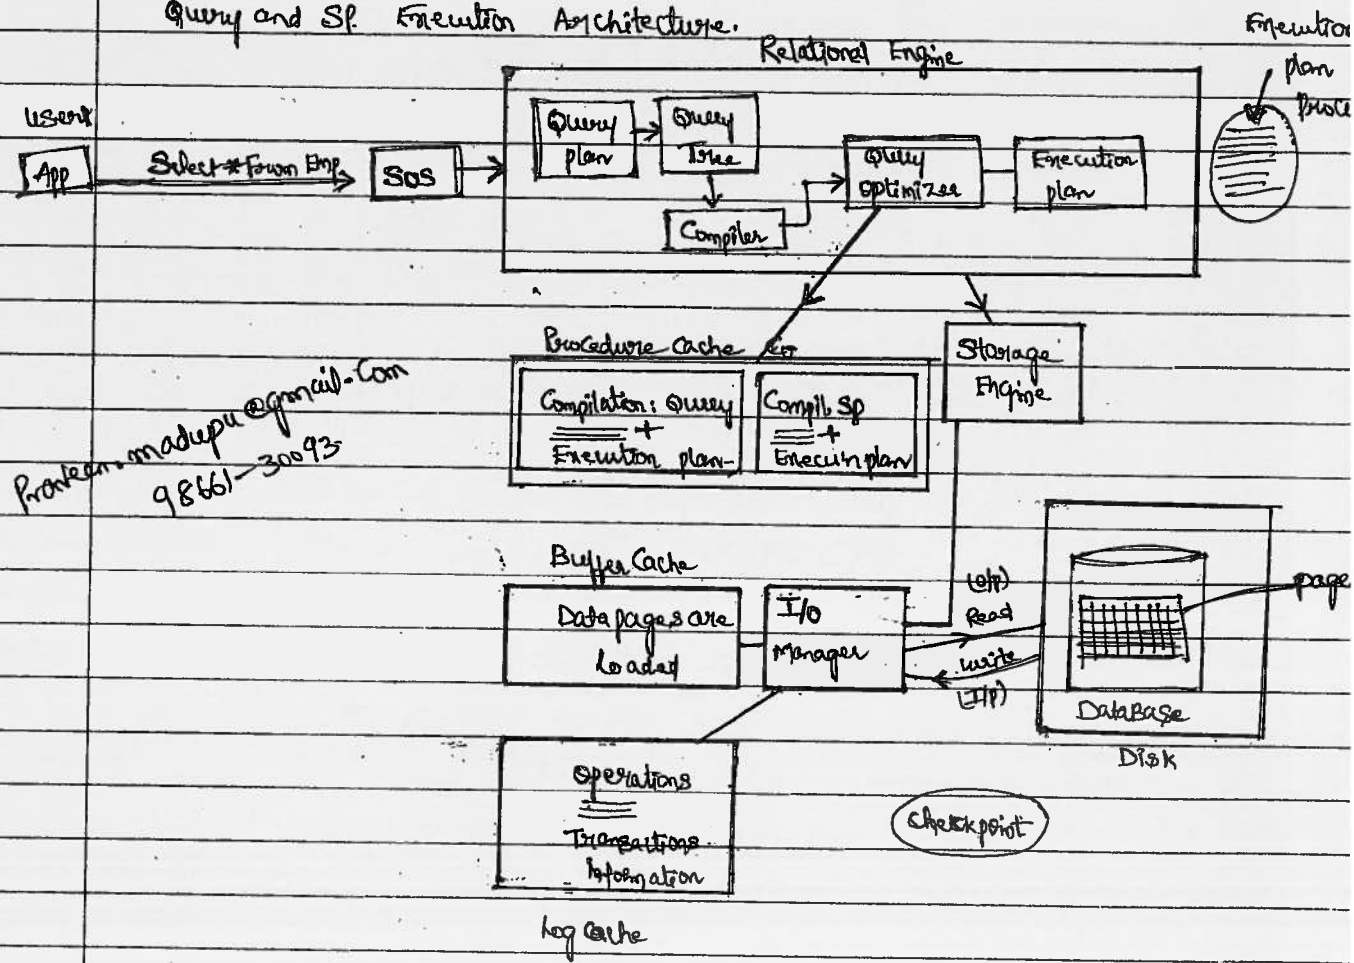 Query and SP. Execution Architecture.
Relational Engine
Execution
plan
Proce
Users
App
Select * From Emp
SOS
Query
plan
Query
Tree
Compiler
Query
Optimizer
Execution
plan
Procedure Cache
Storage
Engine
Compilation: Query
+
Execution plan-
Compil. SP
+
Execuin plan
Praveen.madupu@gmail.com
98661-30093
Buffer Cache
Data pages are
Loaded
I/O
Manager
(O/P)
Read
write
(I/P)
page
DataBase
Disk
Operations
Transactions
Information
Checkpoint
Log Cache